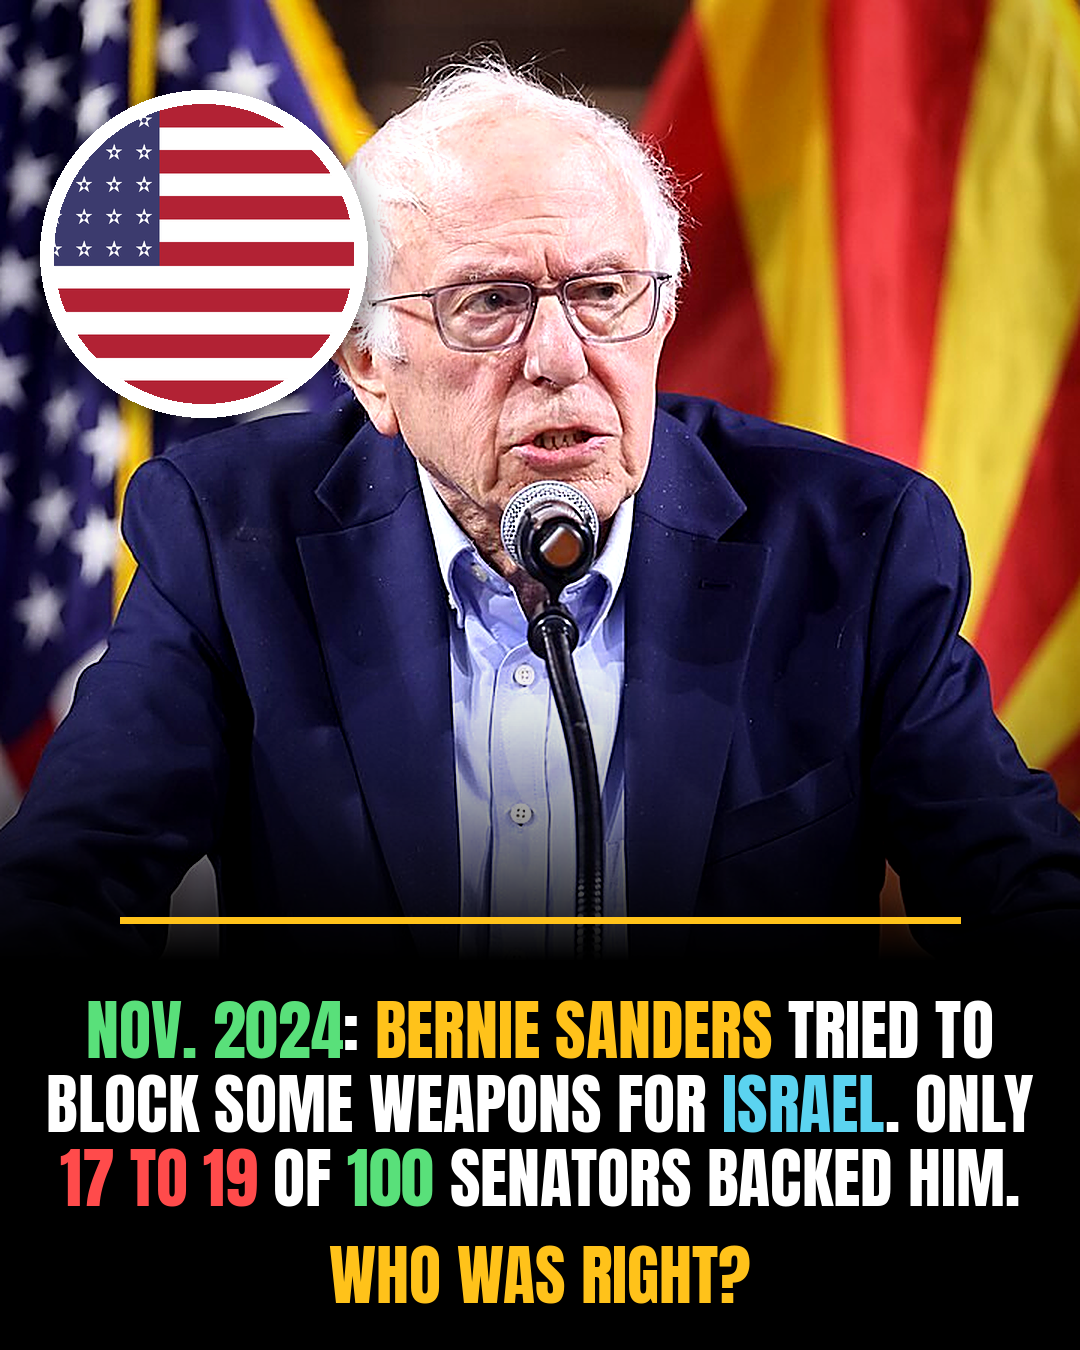 NOV. 2024: BERNIE SANDERS TRIED TO
BLOCK SOME WEAPONS FOR ISRAEL. ONLY
17 TO 19 OF 100 SENATORS BACKED HIM.
WHO WAS RIGHT?